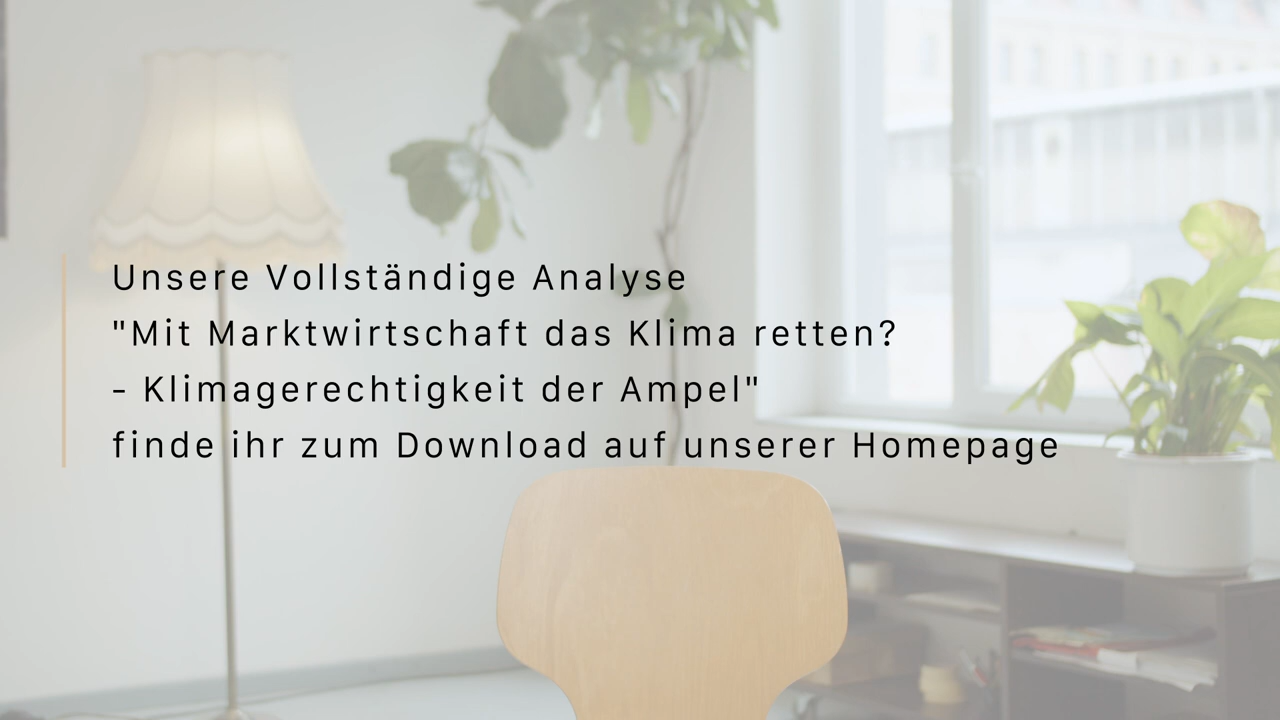 Unsere Vollständige Analyse
"Mit Marktwirtschaft das Klima retten?
- Klimagerechtigkeit der Ampel"
finde ihr zum Download auf unserer Homepage